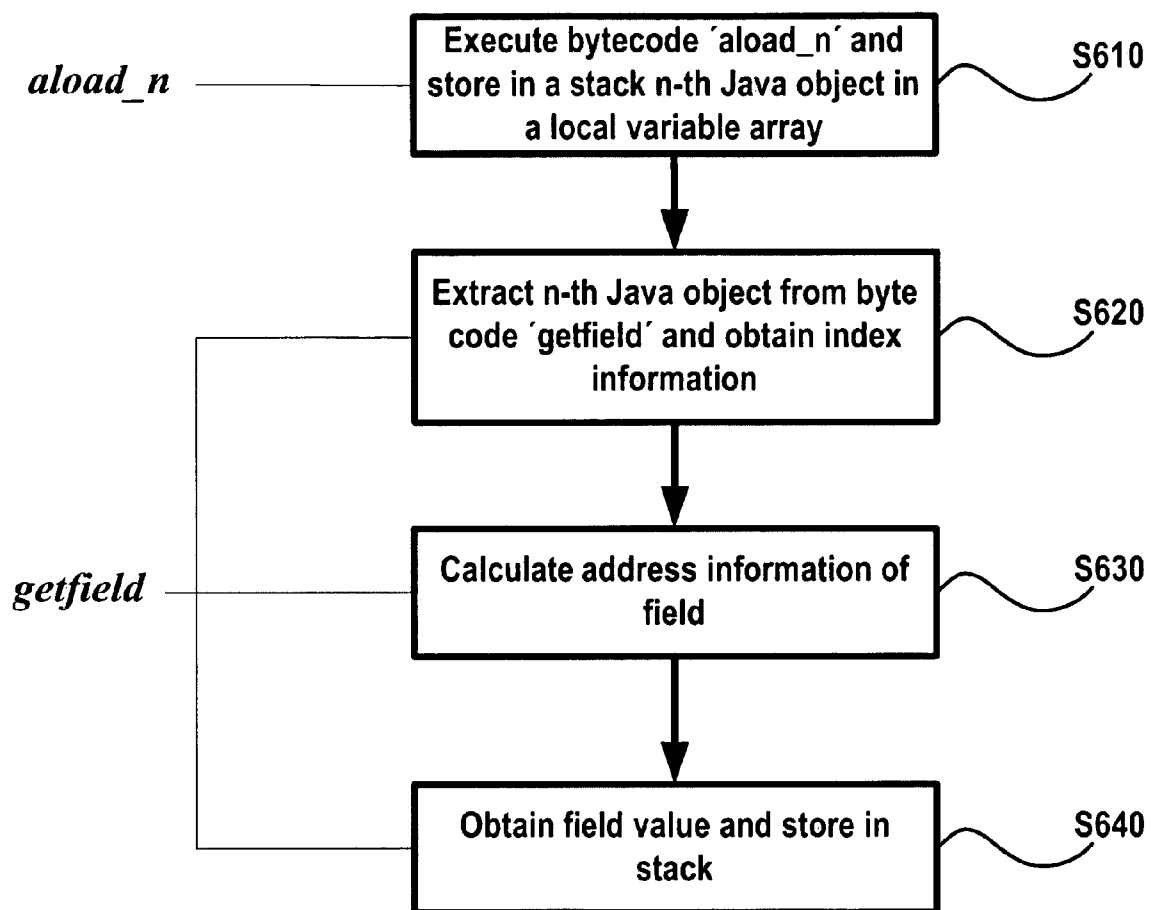 Execute bytecode ´aload_n´ and
store in a stack n-th Java object in
a local variable array
aload_n
S610
Extract n-th Java object from byte
code ´getfield´ and obtain index
information
S620
Calculate address information of
field
getfield
S630
Obtain field value and store in
stack
S640